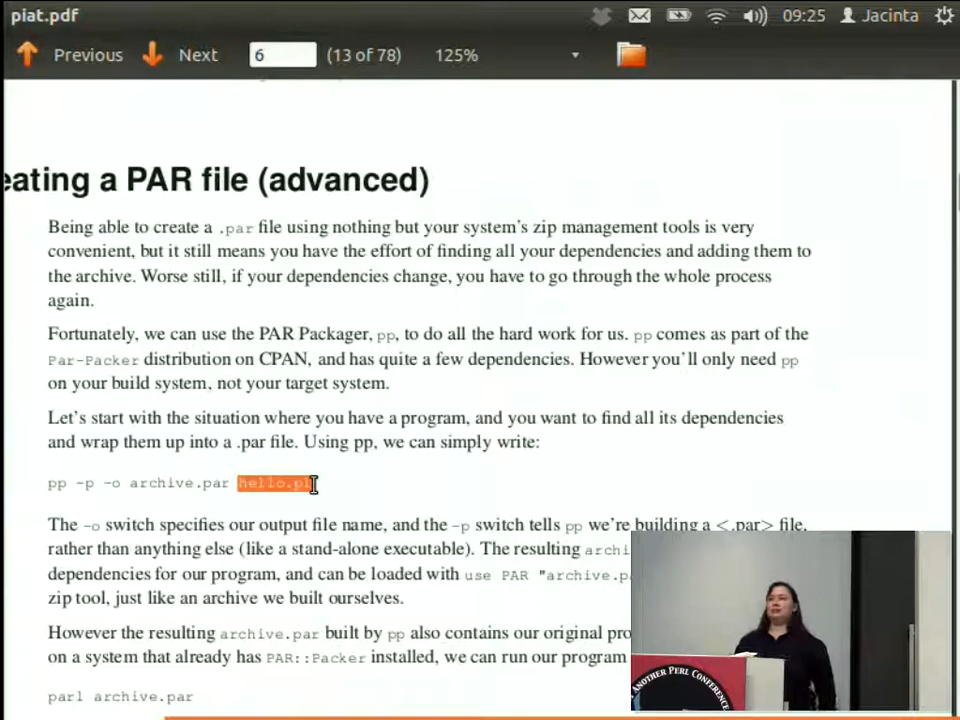 piat.pdf
09:25 Jacinta
Previous Next 6 (13 of 78) 125%
eating a PAR file (advanced)
Being able to create a .par file using nothing but your system's zip management tools is very
convenient, but it still means you have the effort of finding all your dependencies and adding them to
the archive. Worse still, if your dependencies change, you have to go through the whole process
again.
Fortunately, we can use the PAR Packager, pp, to do all the hard work for us. pp comes as part of the
Par-Packer distribution on CPAN, and has quite a few dependencies. However you'll only need pp
on your build system, not your target system.
Let's start with the situation where you have a program, and you want to find all its dependencies
and wrap them up into a .par file. Using pp, we can simply write:
pp -p -o archive.par hello.pl
The -o switch specifies our output file name, and the -p switch tells pp we're building a <.par> file,
rather than anything else (like a stand-alone executable). The resulting archi
dependencies for our program, and can be loaded with use PAR "archive.pa
zip tool, just like an archive we built ourselves.
However the resulting archive.par built by pp also contains our original pro
on a system that already has PAR::Packer installed, we can run our program
parl archive.par
ANOTHER PERL CONFERENCE